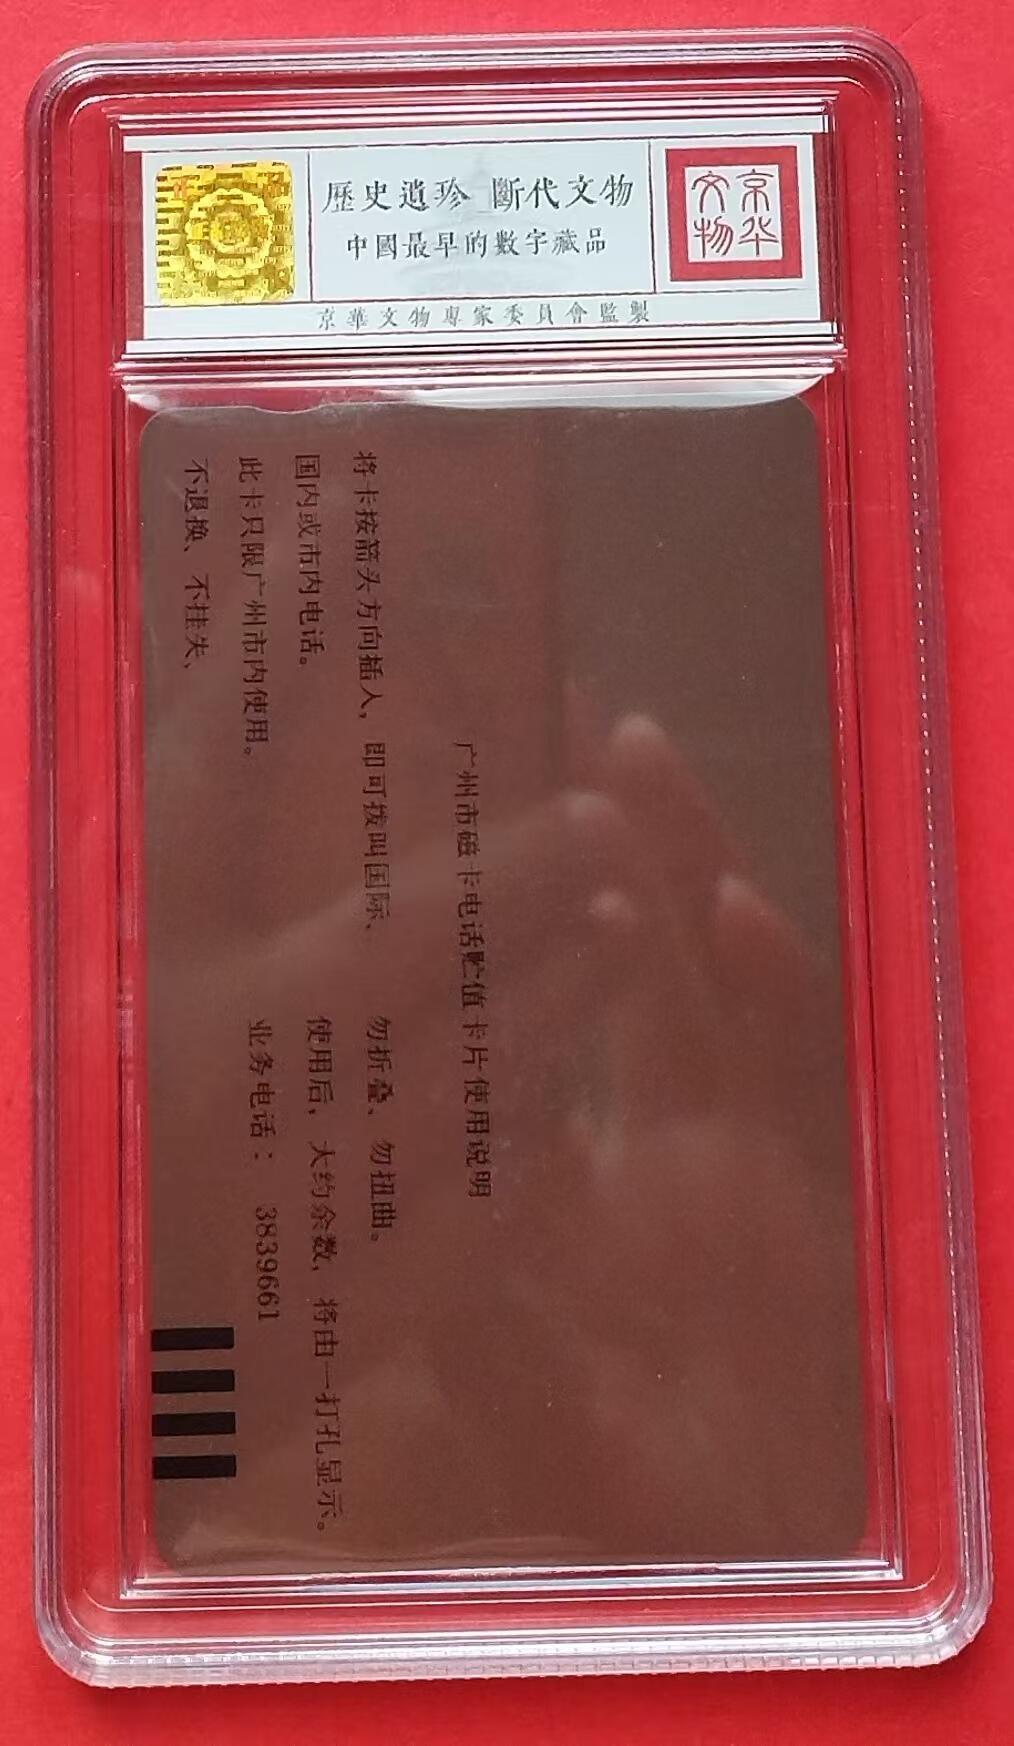 歷史遺珍 斷代文物
中國最早的數字藏品
京华
文物
京華文物專家委員會監製
广州市磁卡电话贮值卡片使用说明
将卡按箭头方向插入，即可拨叫国际、
国内或市内电话。
此卡只限广州市内使用。
不退换、不挂失、
勿折叠、勿扭曲。
使用后，大约余数，将由一打孔显示。
业务电话： 3839661